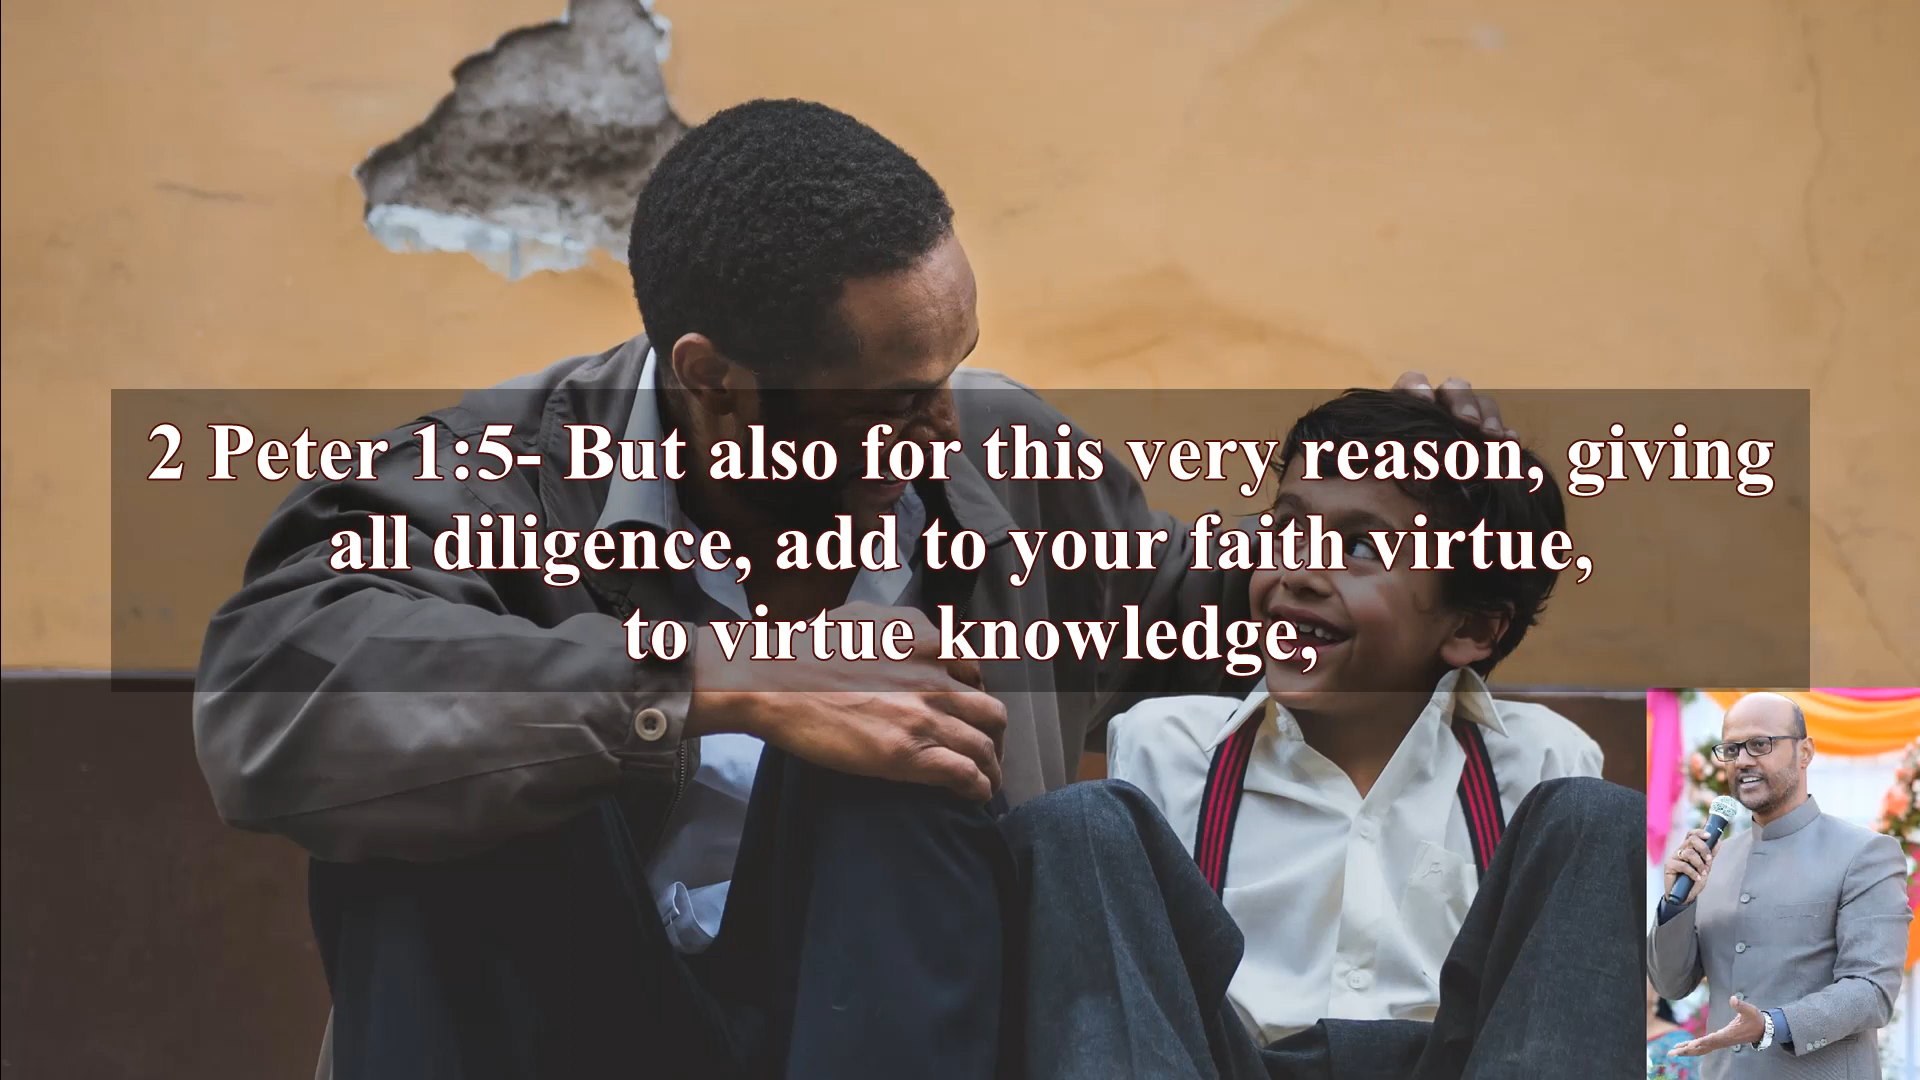 2 Peter 1:5- But also for this very reason, giving
all diligence, add to your faith virtue,
to virtue knowledge,